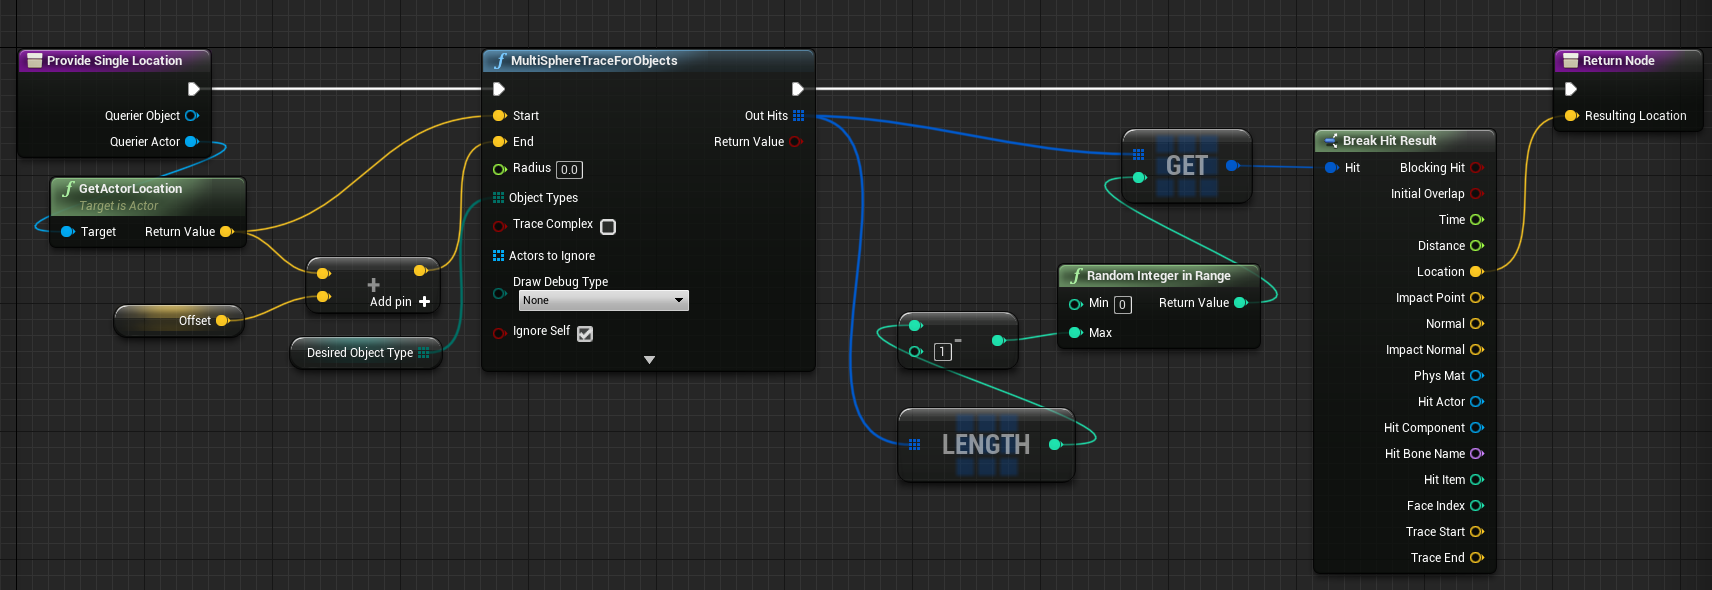 Provide Single Location
Querier Object
Querier Actor
GetActorLocation
Target is Actor
Target
Return Value
+
Add pin +
Offset
Desired Object Type
f MultiSphereTraceForObjects
Start
Out Hits
End
Return Value
Radius 0.0
Object Types
Trace Complex
Actors to Ignore
Draw Debug Type
None
Ignore Self
GET
f Random Integer in Range
Min 0
Return Value
Max
-
1
LENGTH
Break Hit Result
Hit
Blocking Hit
Initial Overlap
Time
Distance
Location
Impact Point
Normal
Impact Normal
Phys Mat
Hit Actor
Hit Component
Hit Bone Name
Hit Item
Face Index
Trace Start
Trace End
Return Node
Resulting Location